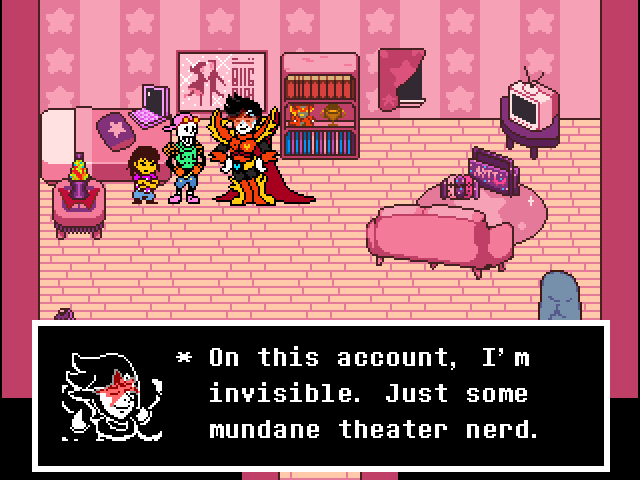 * On this account, I'm
invisible. Just some
mundane theater nerd.